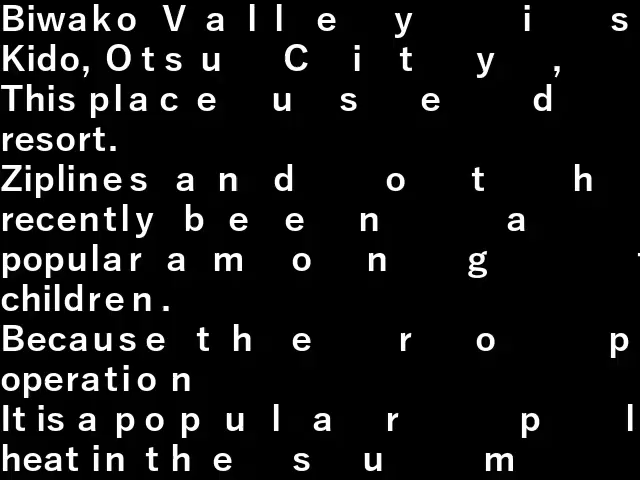 Biwako Valley is
Kido, Otsu City,
This place used
resort.
Ziplines and oth
recently been a
popular among
children.
Because the rop
operation
It is a popular pl
heat in the sum